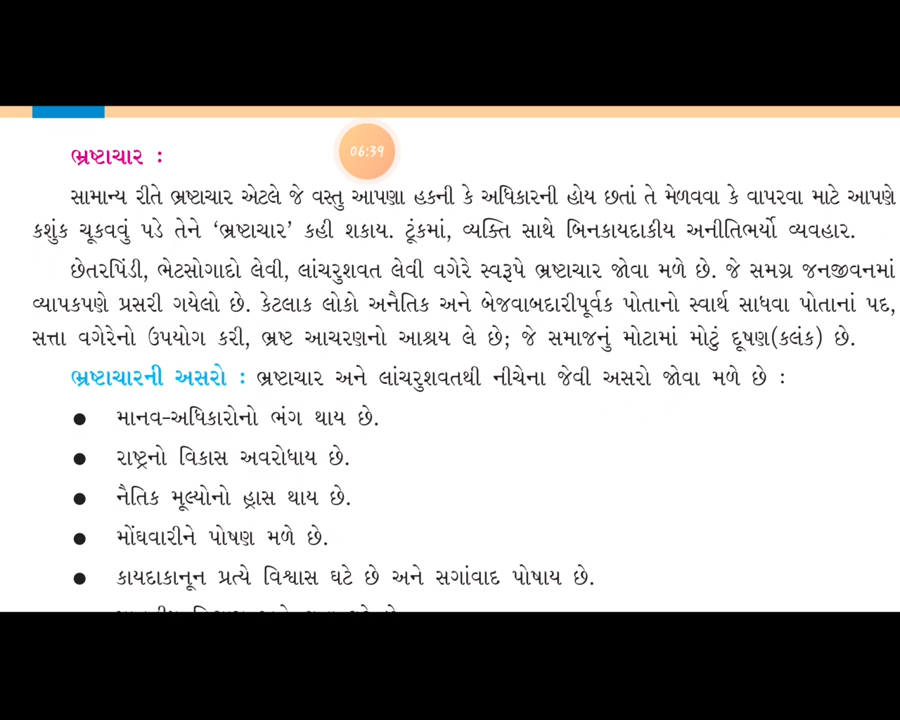 ભ્રષ્ટાચાર :
06:39
સામાન્ય રીતે ભ્રષ્ટાચાર એટલે જે વસ્તુ આપણા હકની કે અધિકારની હોય છતાં તે મેળવવા કે વાપરવા માટે આપણે
કશુંક ચૂકવવું પડે તેને ‘ભ્રષ્ટાચાર’ કહી શકાય. ટૂંકમાં, વ્યક્તિ સાથે બિનકાયદાકીય અનીતિભર્યો વ્યવહાર.
છેતરપિંડી, ભેટસોગાદો લેવી, લાંચરુશવત લેવી વગેરે સ્વરૂપે ભ્રષ્ટાચાર જોવા મળે છે. જે સમગ્ર જનજીવનમાં
વ્યાપકપણે પ્રસરી ગયેલો છે. કેટલાક લોકો અનૈતિક અને બેજવાબદારીપૂર્વક પોતાનો સ્વાર્થ સાધવા પોતાનાં પદ,
સત્તા વગેરેનો ઉપયોગ કરી, ભ્રષ્ટ આચરણનો આશ્રય લે છે; જે સમાજનું મોટામાં મોટું દૂષણ(કલંક) છે.
ભ્રષ્ટાચારની અસરો : ભ્રષ્ટાચાર અને લાંચરુશવતથી નીચેના જેવી અસરો જોવા મળે છે :
● માનવ-અધિકારોનો ભંગ થાય છે.
● રાષ્ટ્રનો વિકાસ અવરોધાય છે.
● નૈતિક મૂલ્યોનો હ્રાસ થાય છે.
● મોંઘવારીને પોષણ મળે છે.
● કાયદાકાનૂન પ્રત્યે વિશ્વાસ ઘટે છે અને સગાંવાદ પોષાય છે.